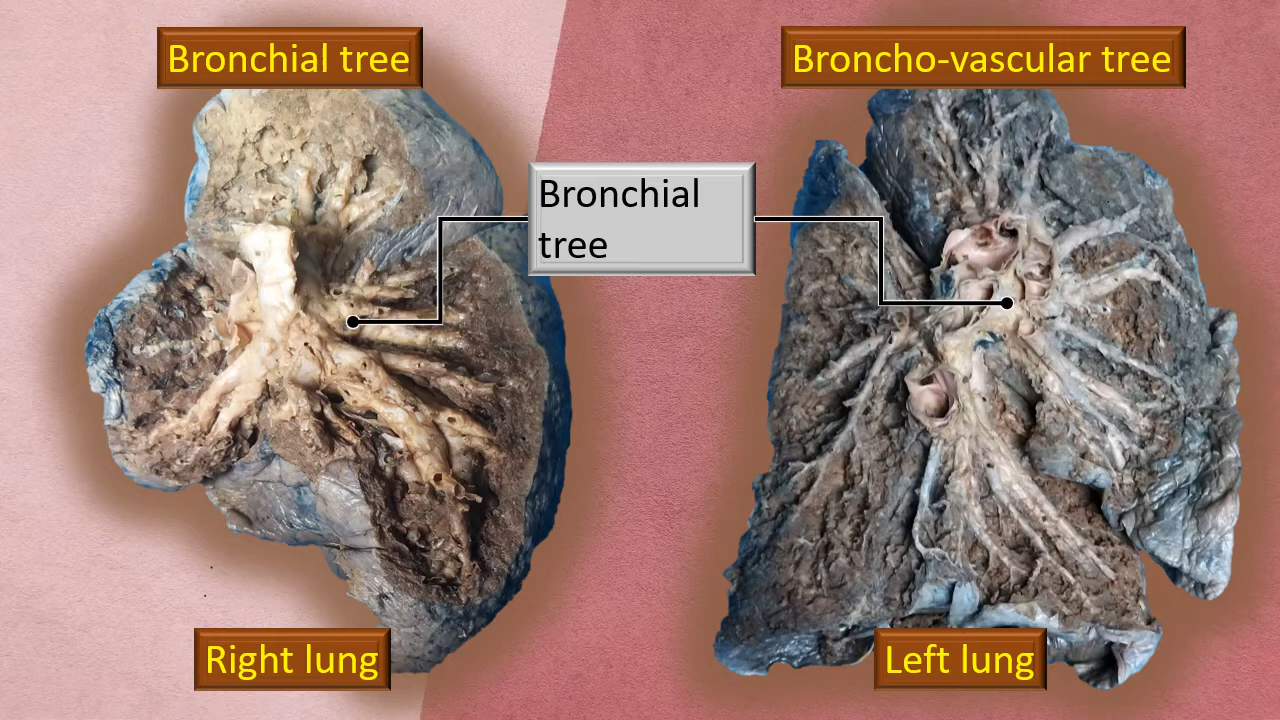 Bronchial tree
Broncho-vascular tree
Bronchial
tree
Right lung
Left lung